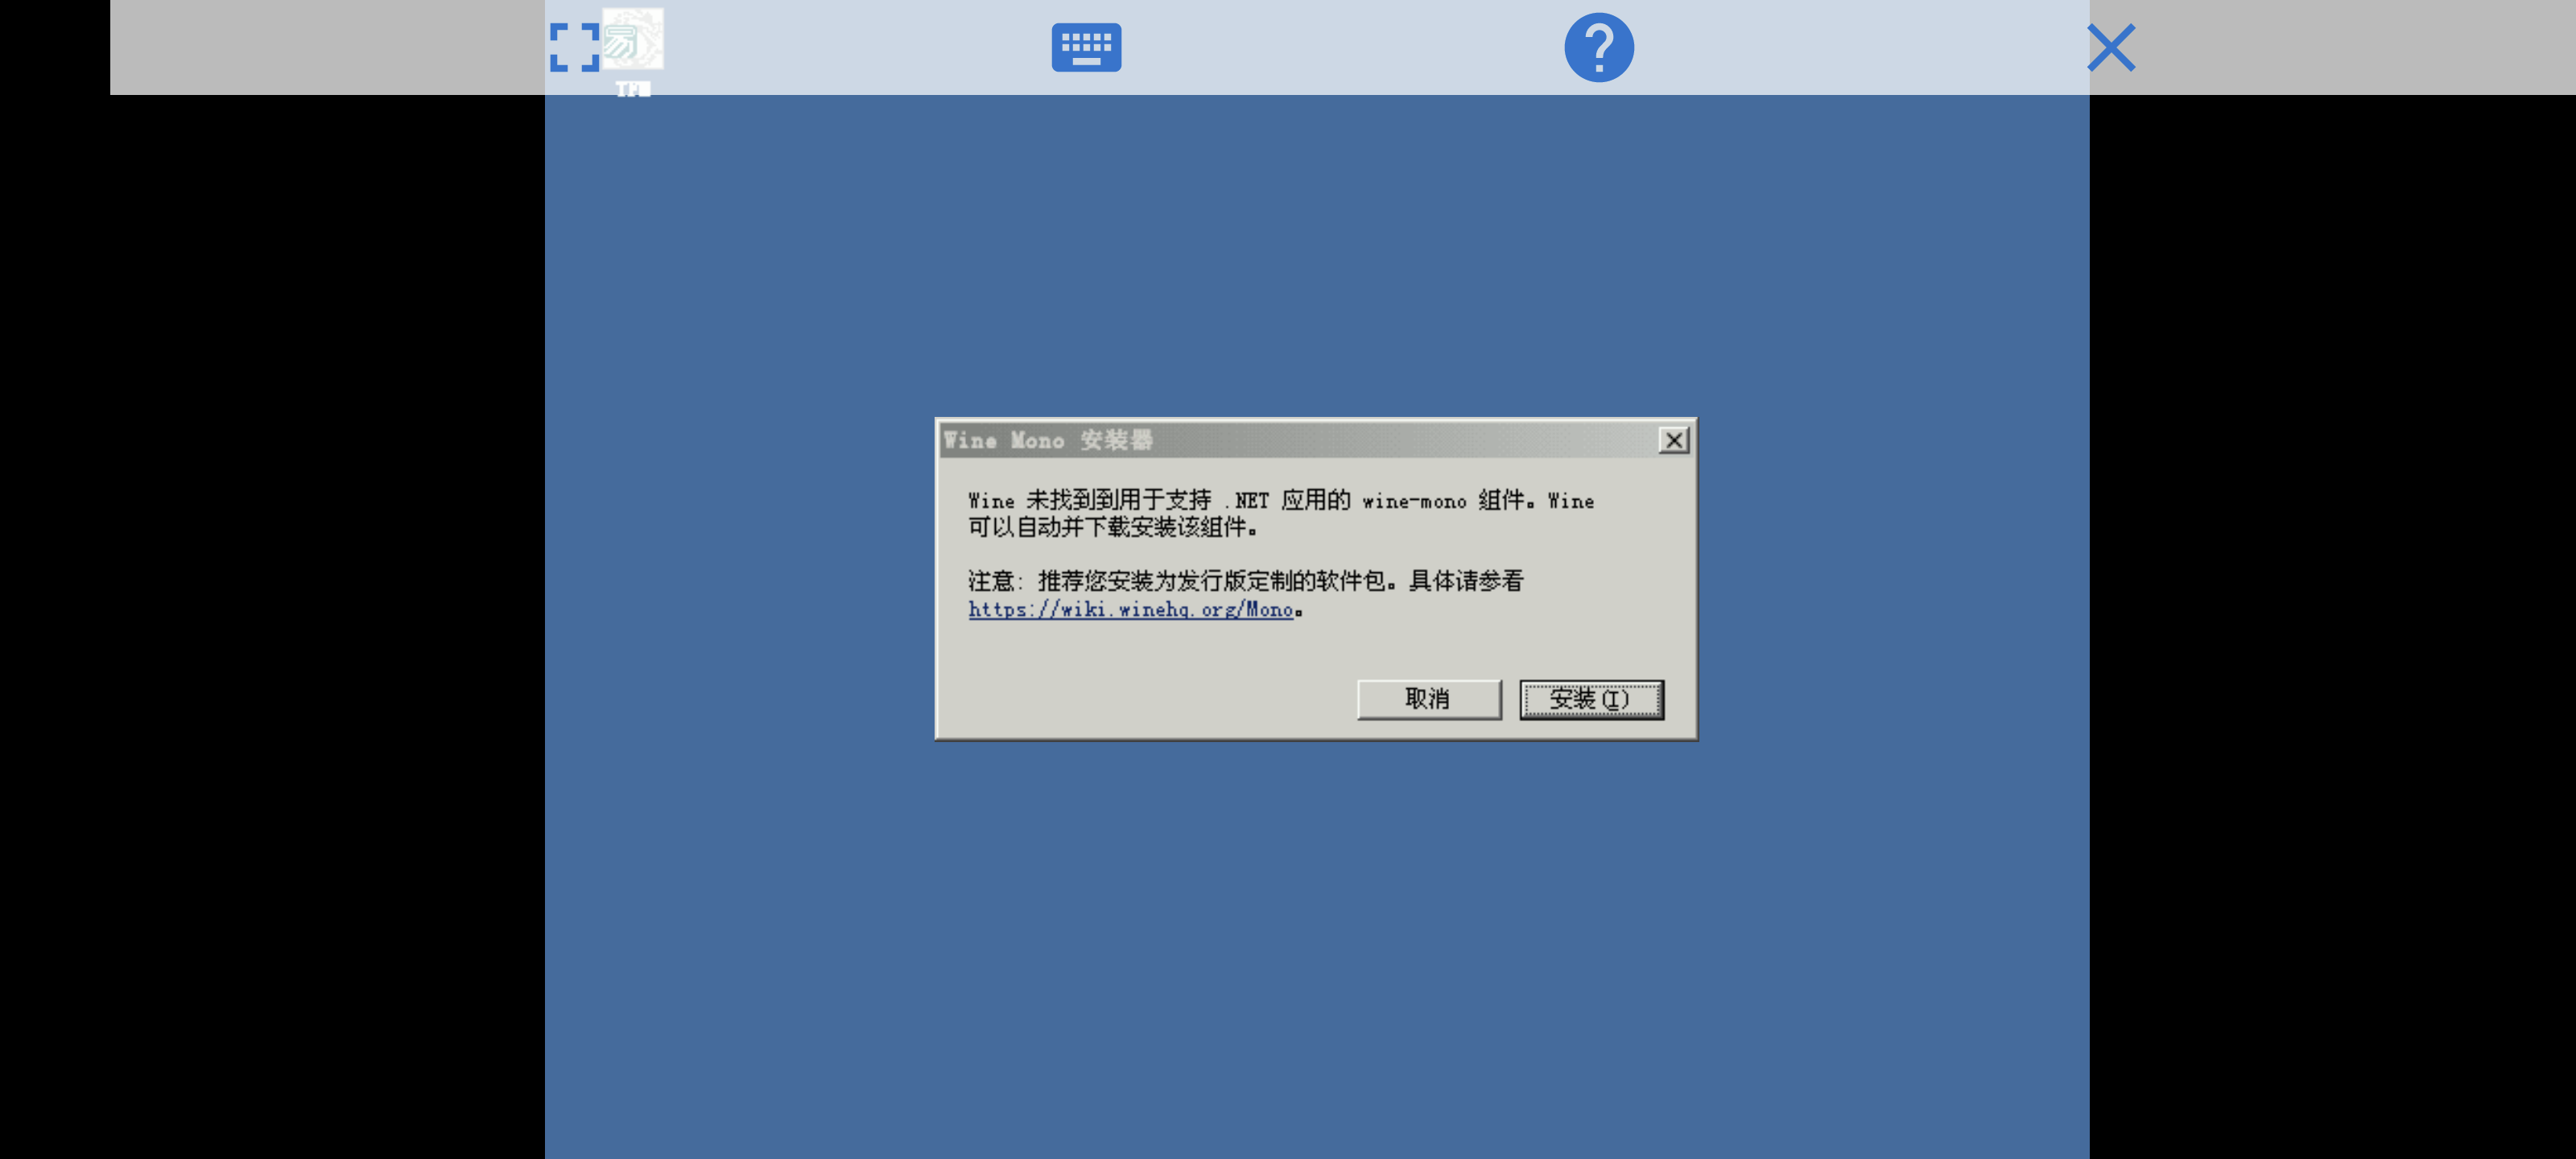 易
Wine Mono 安装器
Wine 未找到到用于支持 .NET 应用的 wine-mono 组件。Wine
可以自动并下载安装该组件。
注意: 推荐您安装为发行版定制的软件包。具体请参看
https://wiki.winehq.org/Mono。
取消
安装(I)